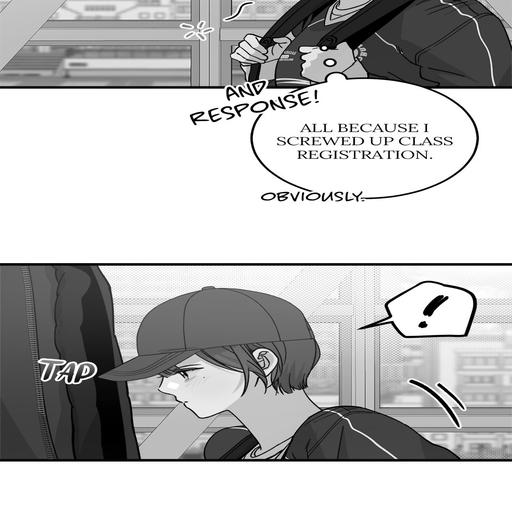 AND
RESPONSE!
ALL BECAUSE I
SCREWED UP CLASS
REGISTRATION.
OBVIOUSLY.
!
TAP